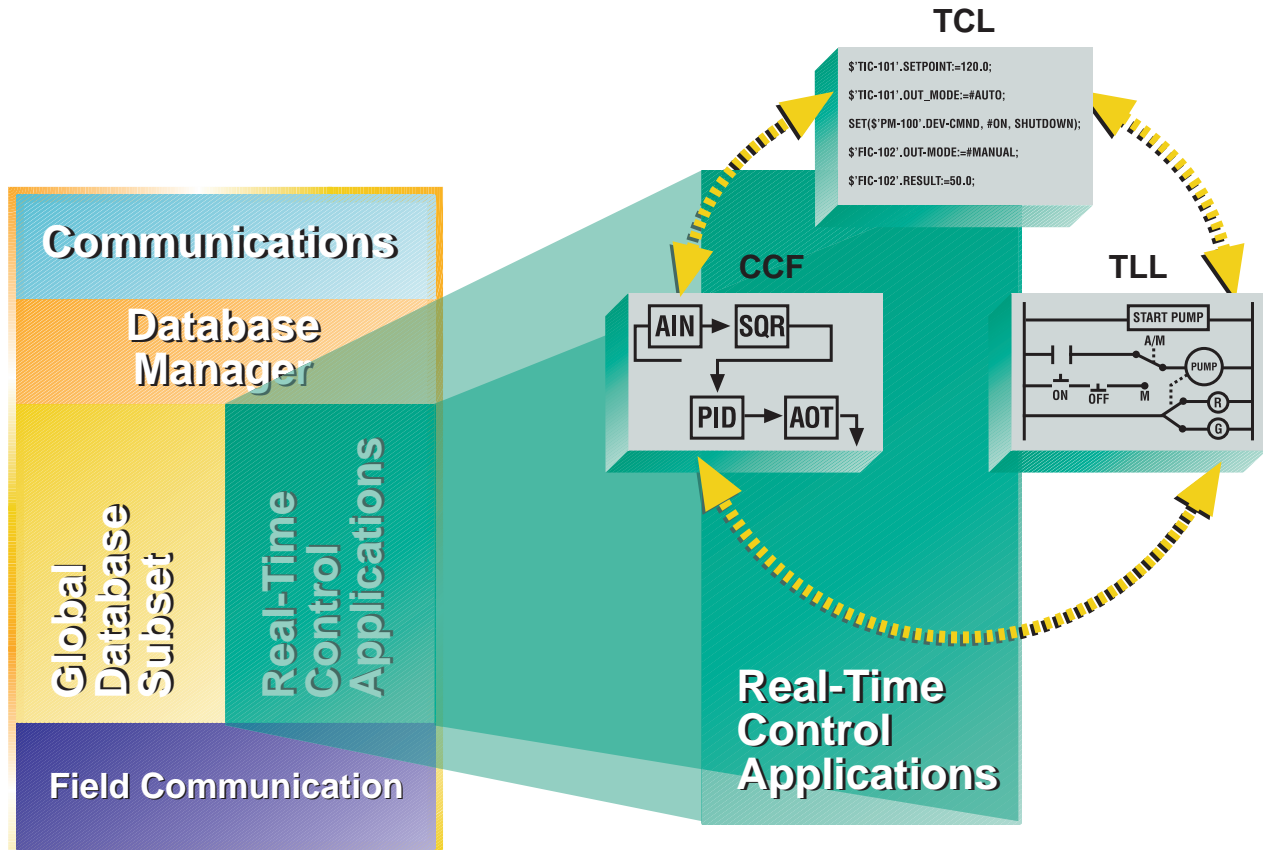 TCL
$'TIC-101'.SETPOINT:=120.0;
$'TIC-101'.OUT_MODE:=#AUTO;
SET($'PM-100'.DEV-CMND, #ON, SHUTDOWN);
$'FIC-102'.OUT-MODE:=#MANUAL;
$'FIC-102'.RESULT:=50.0;
Communications
Database
Manager
Global
Database
Subset
Real-Time
Control
Applications
Field Communication
CCF
AIN
SQR
PID
AOT
TLL
START PUMP
A/M
PUMP
ON
OFF
M
R
G
Real-Time
Control
Applications